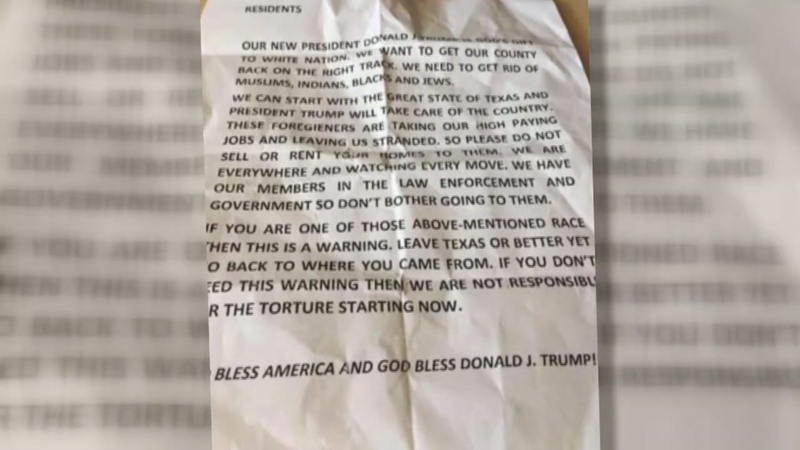 RESIDENTS
OUR NEW PRESIDENT DONALD J. TRUMP IS GOD'S GIFT
TO WHITE NATION. WE WANT TO GET OUR COUNTY
BACK ON THE RIGHT TRACK. WE NEED TO GET RID OF
MUSLIMS, INDIANS, BLACKS AND JEWS.
WE CAN START WITH THE GREAT STATE OF TEXAS AND
PRESIDENT TRUMP WILL TAKE CARE OF THE COUNTRY.
THESE FOREGIENERS ARE TAKING OUR HIGH PAYING
JOBS AND LEAVING US STRANDED. SO PLEASE DO NOT
SELL OR RENT YOUR HOMES TO THEM. WE ARE
EVERYWHERE AND WATCHING EVERY MOVE. WE HAVE
OUR MEMBERS IN THE LAW ENFORCEMENT AND
GOVERNMENT SO DON'T BOTHER GOING TO THEM.
IF YOU ARE ONE OF THOSE ABOVE-MENTIONED RACE
HEN THIS IS A WARNING. LEAVE TEXAS OR BETTER YET
O BACK TO WHERE YOU CAME FROM. IF YOU DON'T
EED THIS WARNING THEN WE ARE NOT RESPONSIBL
R THE TORTURE STARTING NOW.
BLESS AMERICA AND GOD BLESS DONALD J. TRUMP!